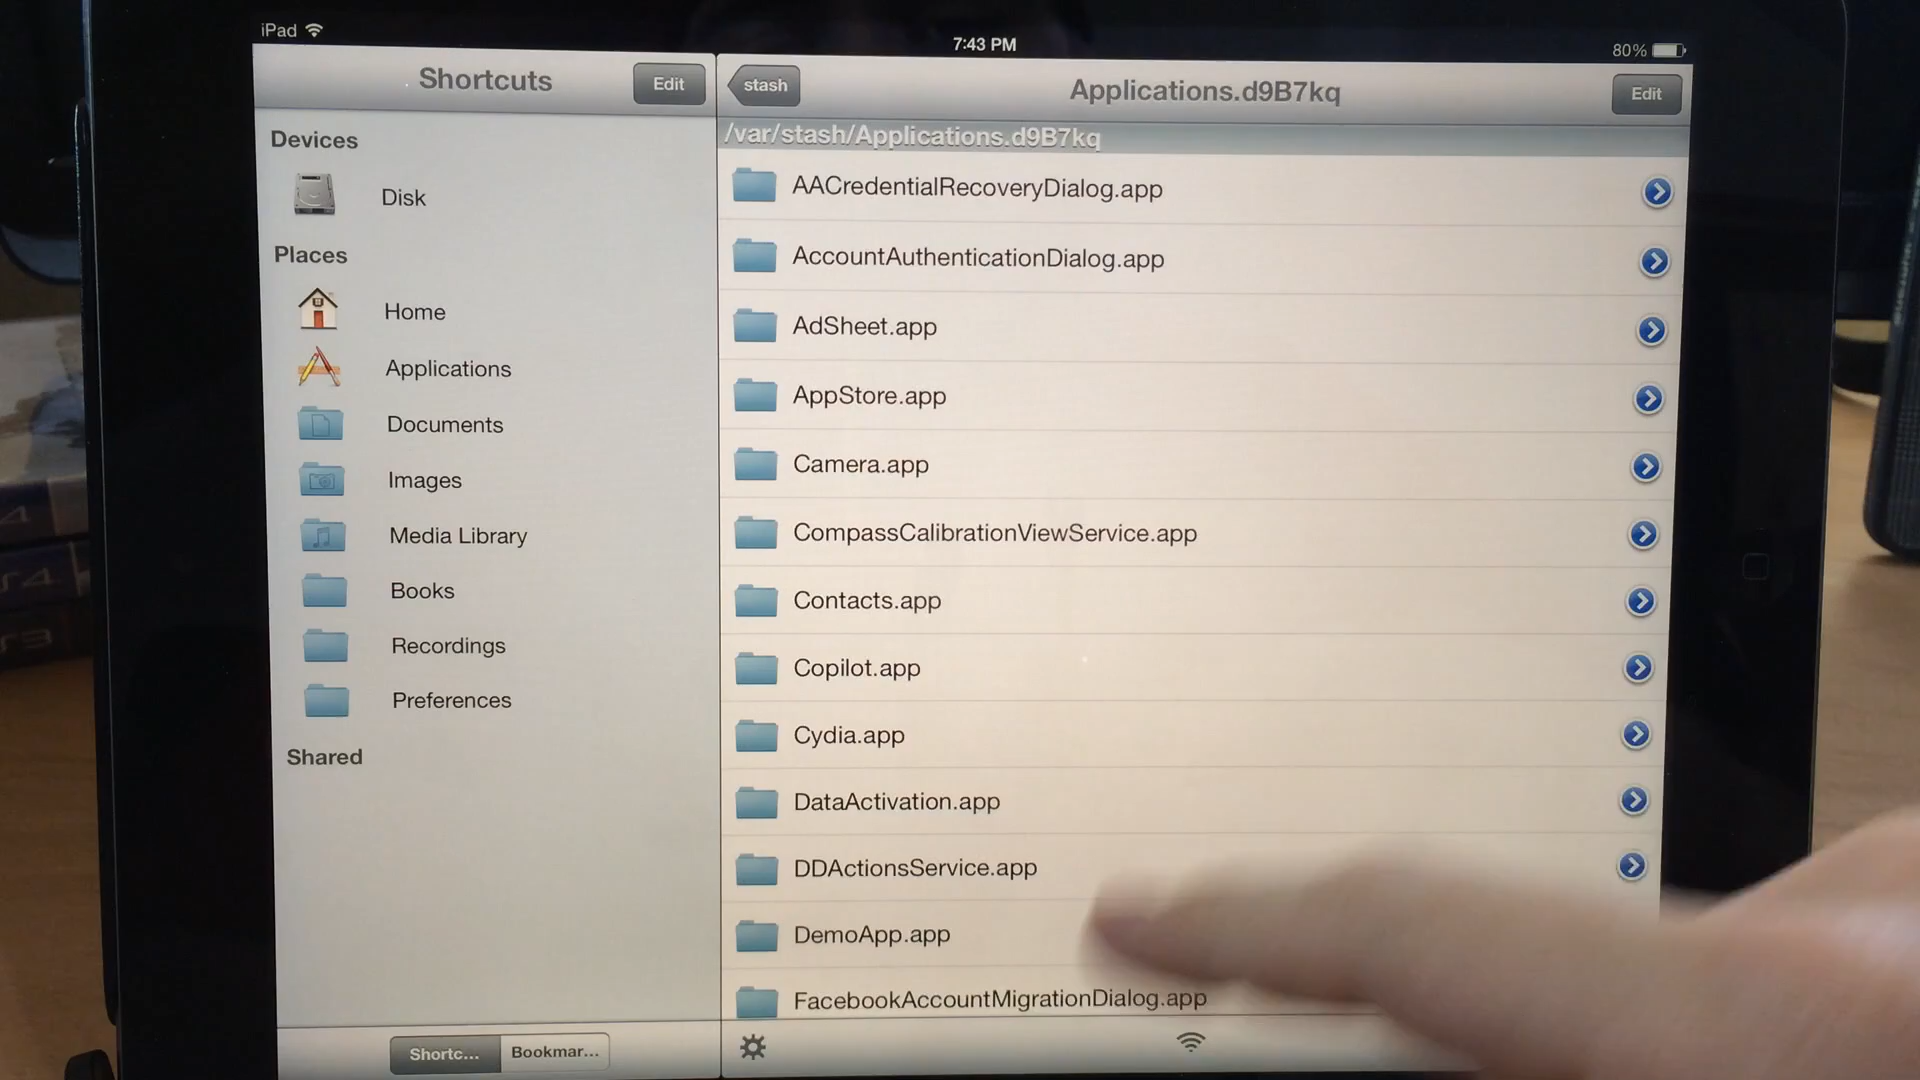 iPad
7:43 PM
80%
Shortcuts
Edit
stash
Applications.d9B7kq
Edit
/var/stash/Applications.d9B7kq
Devices
Disk
Places
Home
Applications
Documents
Images
Media Library
Books
Recordings
Preferences
Shared
Shortc...
Bookmar...
AACredentialRecoveryDialog.app
AccountAuthenticationDialog.app
AdSheet.app
AppStore.app
Camera.app
CompassCalibrationViewService.app
Contacts.app
Copilot.app
Cydia.app
DataActivation.app
DDActionsService.app
DemoApp.app
FacebookAccountMigrationDialog.app